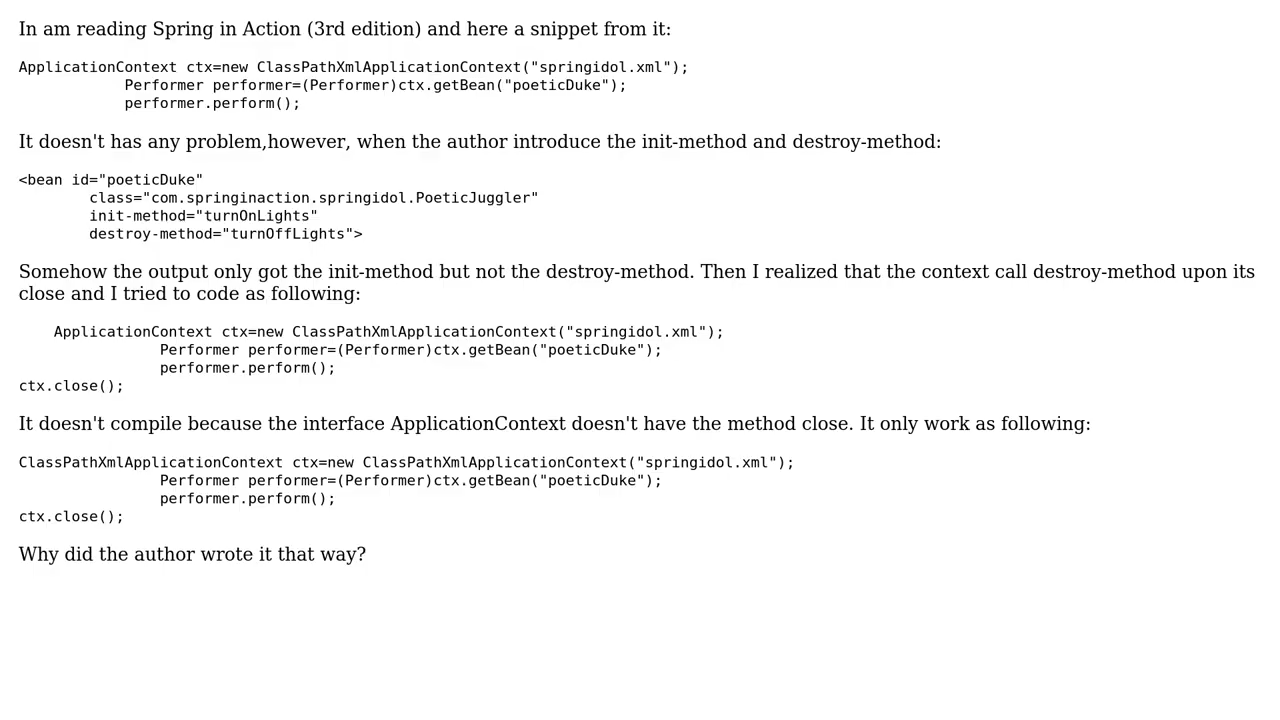 In am reading Spring in Action (3rd edition) and here a snippet from it:
ApplicationContext ctx=new ClassPathXmlApplicationContext("springidol.xml");
Performer performer=(Performer)ctx.getBean("poeticDuke");
performer.perform();
It doesn't has any problem,however, when the author introduce the init-method and destroy-method:
<bean id="poeticDuke"
class="com.springinaction.springidol.PoeticJuggler"
init-method="turnOnLights"
destroy-method="turnOffLights">
Somehow the output only got the init-method but not the destroy-method. Then I realized that the context call destroy-method upon its
close and I tried to code as following:
ApplicationContext ctx=new ClassPathXmlApplicationContext("springidol.xml");
Performer performer=(Performer)ctx.getBean("poeticDuke");
performer.perform();
ctx.close();
It doesn't compile because the interface ApplicationContext doesn't have the method close. It only work as following:
ClassPathXmlApplicationContext ctx=new ClassPathXmlApplicationContext("springidol.xml");
Performer performer=(Performer)ctx.getBean("poeticDuke");
performer.perform();
ctx.close();
Why did the author wrote it that way?